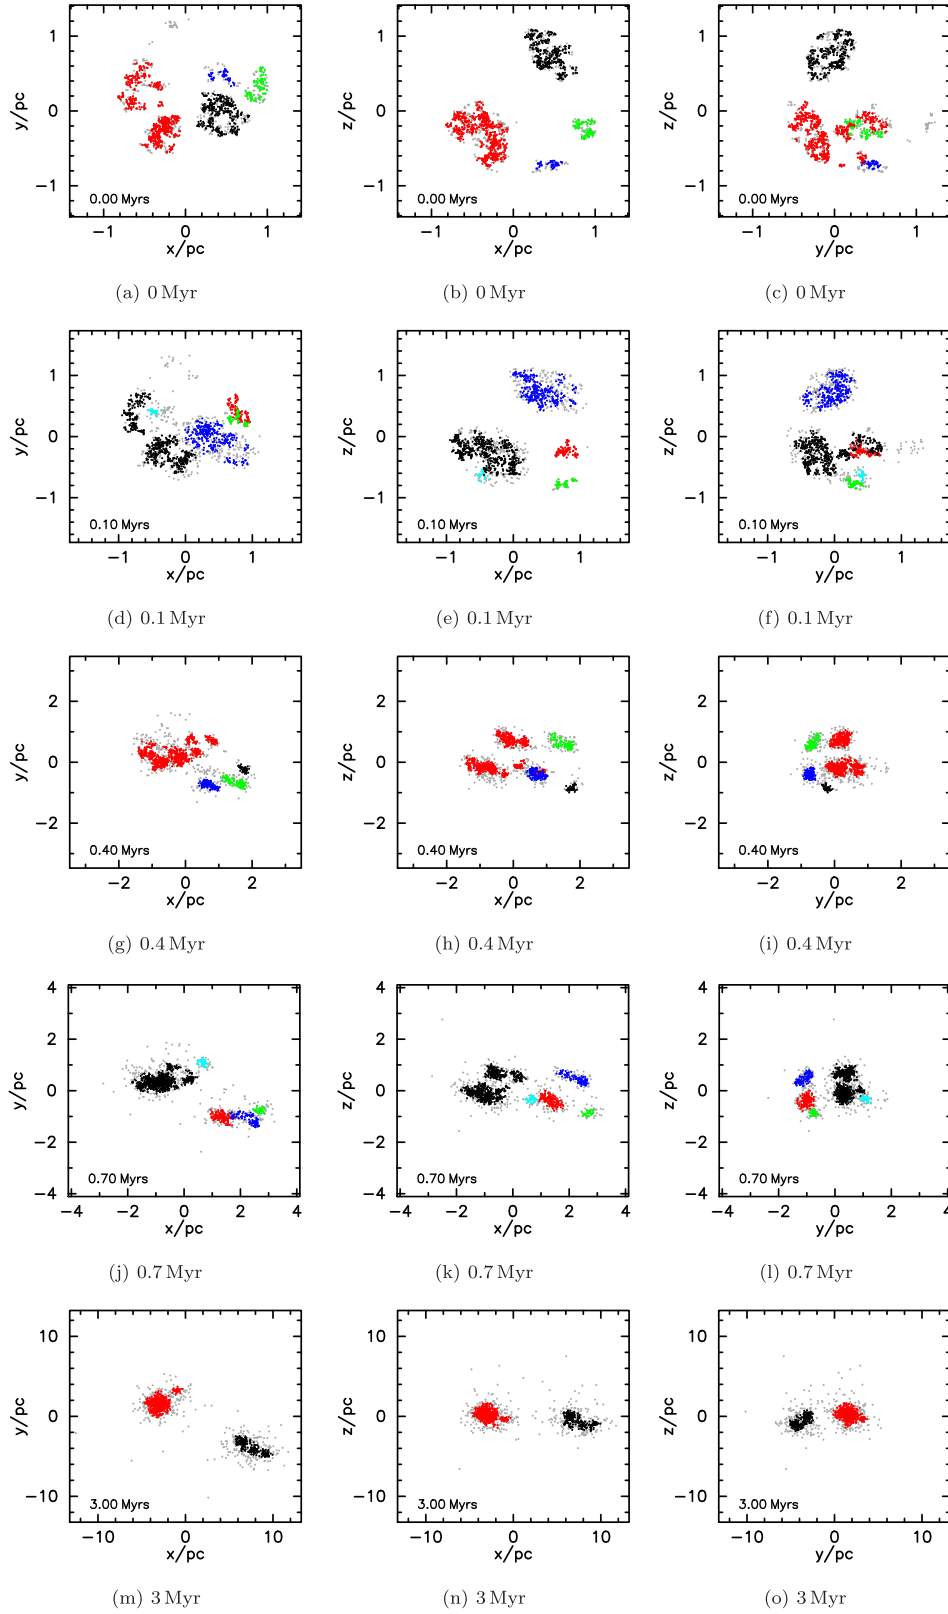 1
0
−1
y/pc
0.00 Myrs
−1 0 1
x/pc
(a) 0 Myr
1
0
−1
z/pc
0.00 Myrs
−1 0 1
x/pc
(b) 0 Myr
1
0
−1
z/pc
0.00 Myrs
−1 0 1
y/pc
(c) 0 Myr
1
0
−1
y/pc
0.10 Myrs
−1 0 1
x/pc
(d) 0.1 Myr
1
0
−1
z/pc
0.10 Myrs
−1 0 1
x/pc
(e) 0.1 Myr
1
0
−1
z/pc
0.10 Myrs
−1 0 1
y/pc
(f) 0.1 Myr
2
0
−2
y/pc
0.40 Myrs
−2 0 2
x/pc
(g) 0.4 Myr
2
0
−2
z/pc
0.40 Myrs
−2 0 2
x/pc
(h) 0.4 Myr
2
0
−2
z/pc
0.40 Myrs
−2 0 2
y/pc
(i) 0.4 Myr
4
2
0
−2
−4
y/pc
0.70 Myrs
−4 −2 0 2 4
x/pc
(j) 0.7 Myr
4
2
0
−2
−4
z/pc
0.70 Myrs
−4 −2 0 2 4
x/pc
(k) 0.7 Myr
4
2
0
−2
−4
z/pc
0.70 Myrs
−4 −2 0 2 4
y/pc
(l) 0.7 Myr
10
0
−10
y/pc
3.00 Myrs
−10 0 10
x/pc
(m) 3 Myr
10
0
−10
z/pc
3.00 Myrs
−10 0 10
x/pc
(n) 3 Myr
10
0
−10
z/pc
3.00 Myrs
−10 0 10
y/pc
(o) 3 Myr